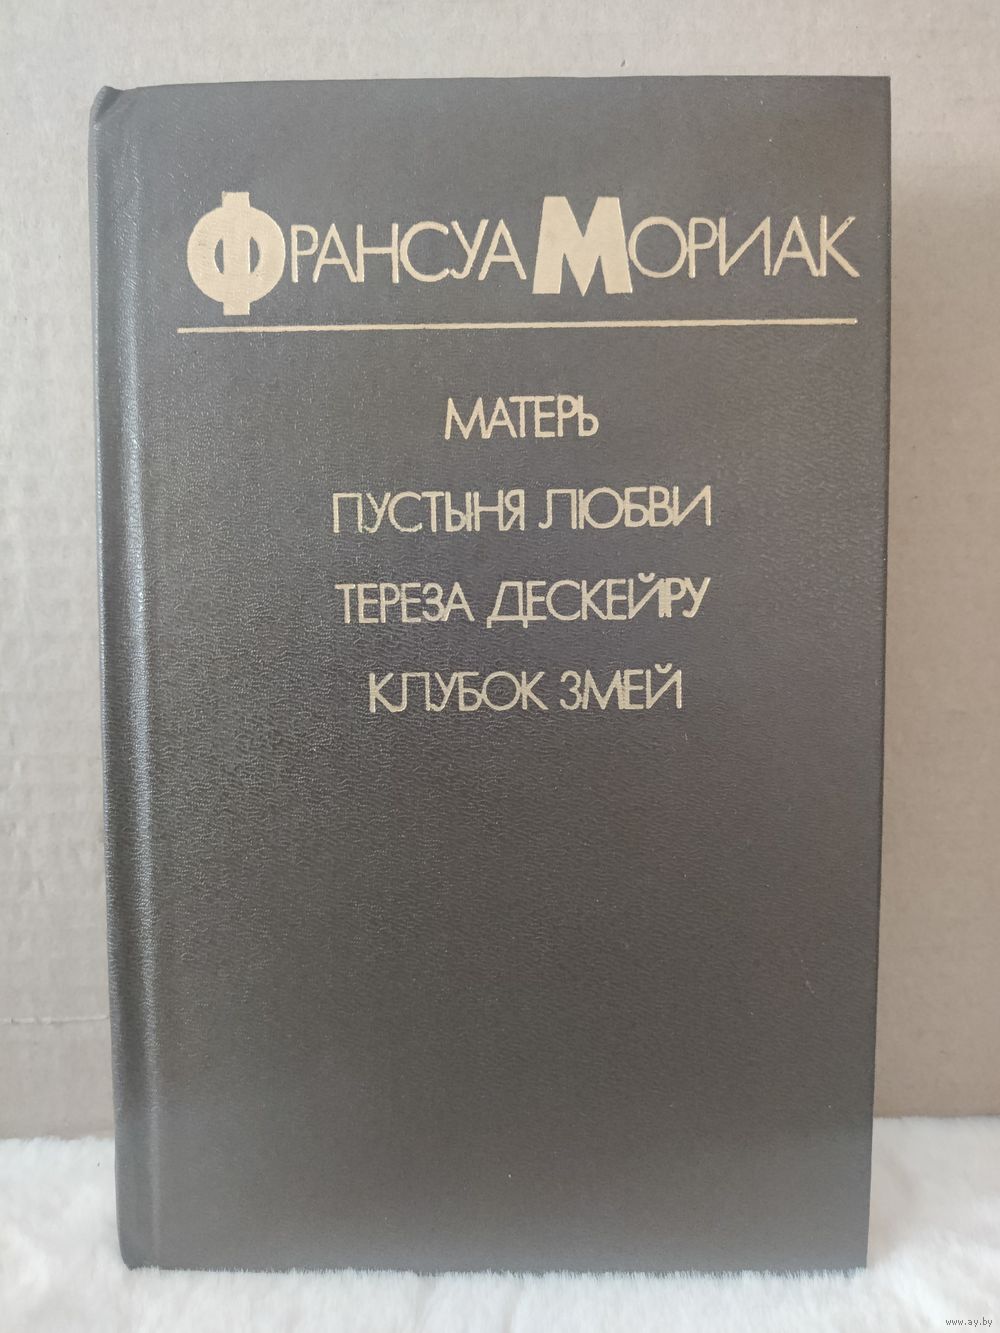 ФРАНСУА МОРИАК
МАТЕРЬ
ПУСТЫНЯ ЛЮБВИ
ТЕРЕЗА ДЕСКЕЙРУ
КЛУБОК ЗМЕЙ
www.ay.by